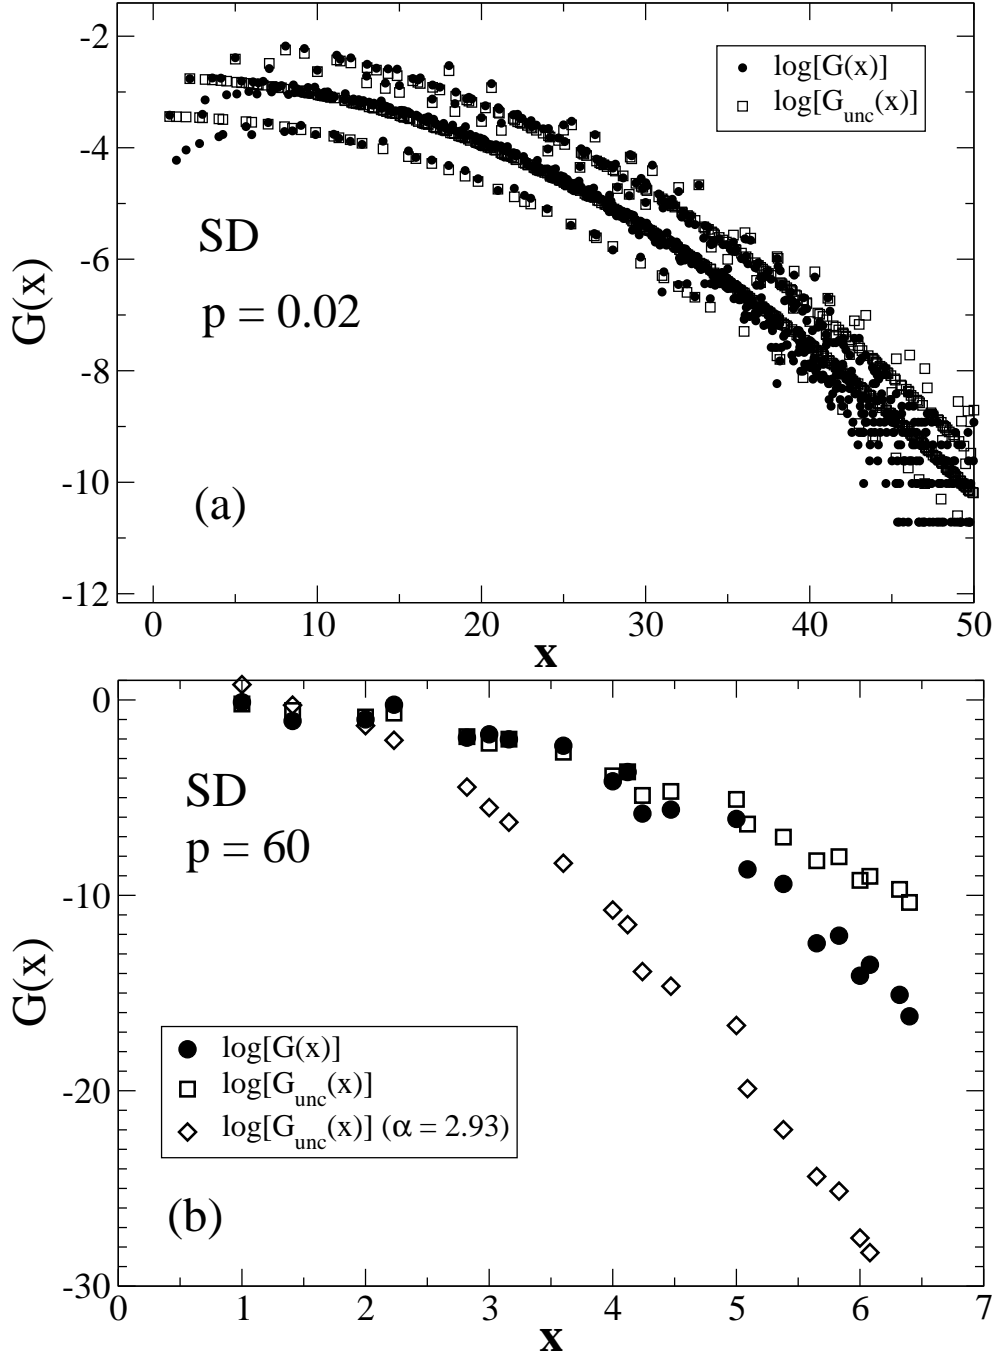 -2
-4
-6
-8
-10
-12
G(x)
log[G(x)]
log[G_unc(x)]
SD
p = 0.02
(a)
0 10 20 30 40 50
x
0
-10
-20
-30
G(x)
SD
p = 60
log[G(x)]
log[G_unc(x)]
log[G_unc(x)] (α = 2.93)
(b)
0 1 2 3 4 5 6 7
x